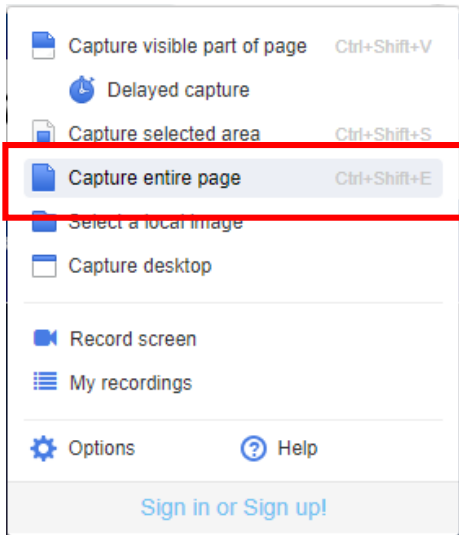 Capture visible part of page Ctrl+Shift+V
Delayed capture
Capture selected area Ctrl+Shift+S
Capture entire page Ctrl+Shift+E
Select a local image
Capture desktop
Record screen
My recordings
Options ? Help
Sign in or Sign up!